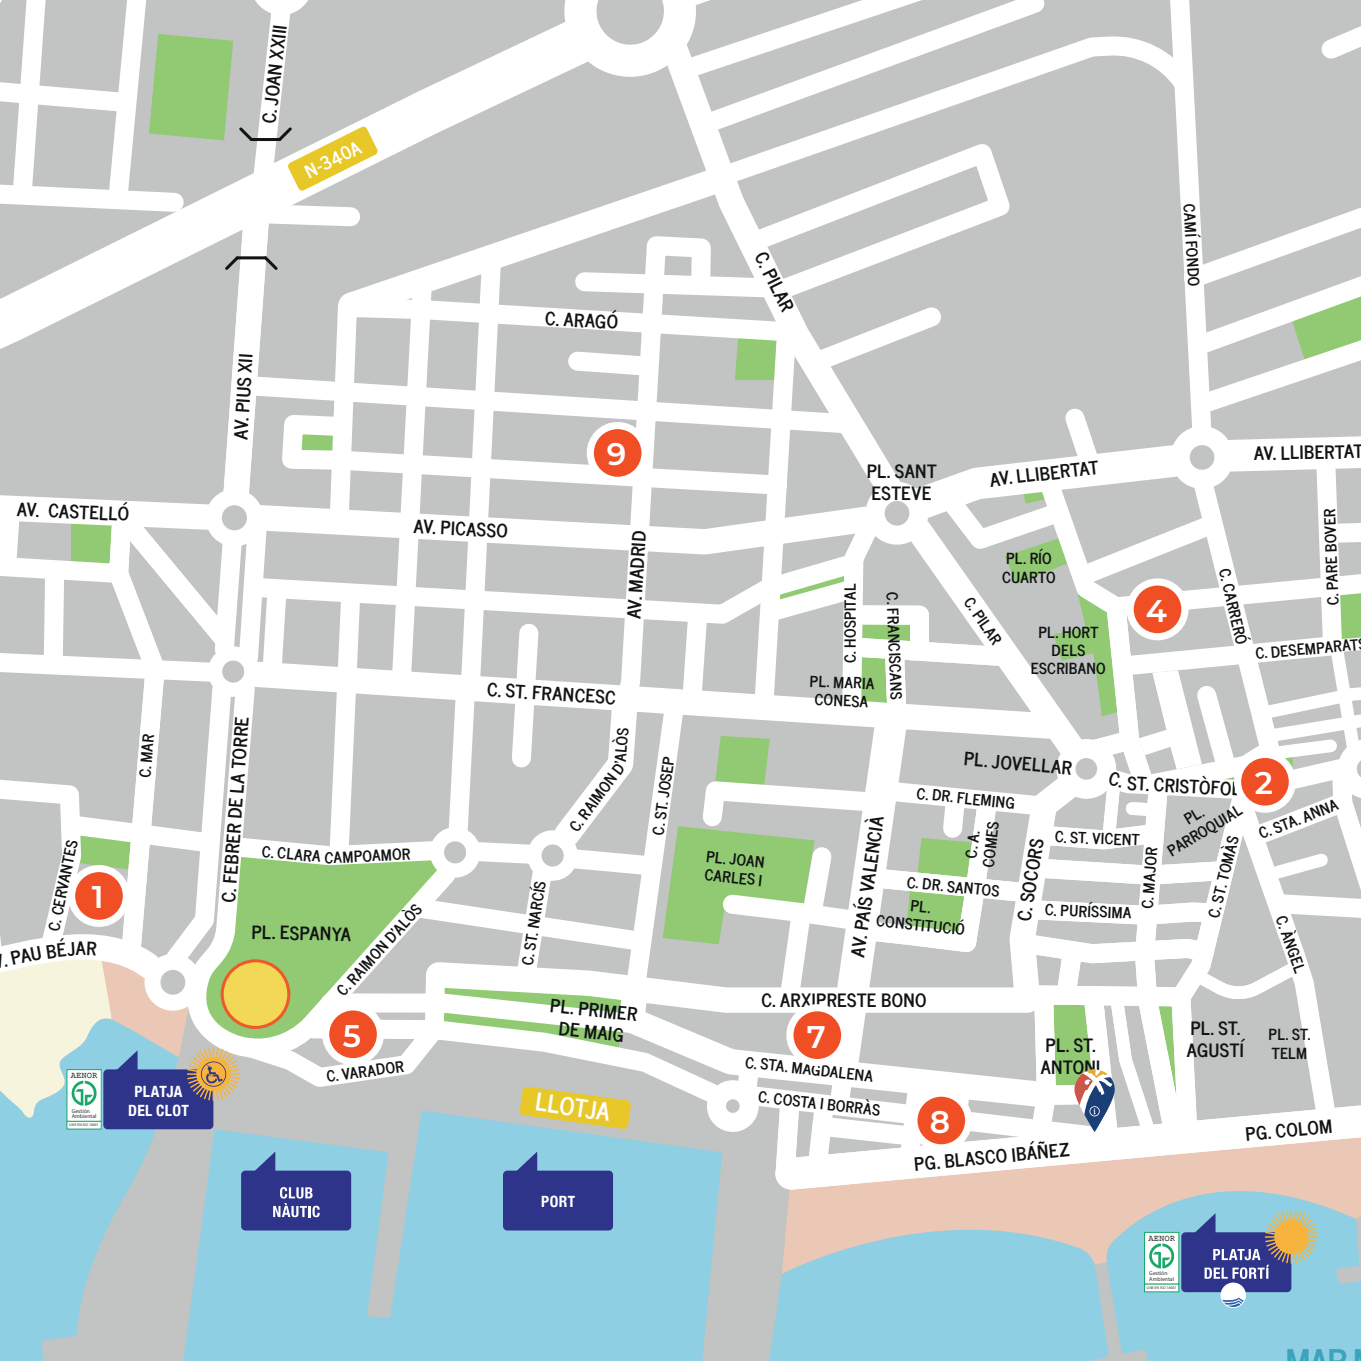 C. JOAN XXIII
N-340A
CAMÍ FONDO
C. PILAR
C. ARAGÓ
AV. PIUS XII
9
PL. SANT
ESTEVE
AV. LLIBERTAT
AV. LLIBERTAT
AV. CASTELLÓ
AV. PICASSO
AV. MADRID
PL. RÍO
CUARTO
C. PARE BOVER
C. HOSPITAL
C. FRANCISCANS
C. PILAR
4
C. CARRERÓ
PL. HORT
DELS
ESCRIBANO
C. DESEMPARATS
PL. MARIA
CONESA
C. ST. FRANCESC
C. MAR
C. FEBRER DE LA TORRE
C. RAIMON D'ALÒS
C. ST. JOSEP
PL. JOVELLAR
C. ST. CRISTÒFOL
2
C. DR. FLEMING
C. A.
COMES
PL.
PARROQUIAL
C. STA. ANNA
C. ST. VICENT
C. CLARA CAMPOAMOR
PL. JOAN
CARLES I
AV. PAÍS VALENCIÀ
C. SOCORS
C. MAJOR
C. ST. TOMÀS
C. CERVANTES
1
C. DR. SANTOS
PL.
CONSTITUCIÓ
C. PURÍSSIMA
C. ÀNGEL
C. ST. NARCÍS
PL. ESPANYA
C. RAIMON D'ALÒS
V. PAU BÉJAR
C. ARXIPRESTE BONO
PL. PRIMER
DE MAIG
5
7
PL. ST.
ANTONI
PL. ST.
AGUSTÍ
PL. ST.
TELM
C. VARADOR
C. STA. MAGDALENA
C. COSTA I BORRÀS
8
AENOR
Gestión
Ambiental
PLATJA
DEL CLOT
LLOTJA
PG. BLASCO IBÁÑEZ
PG. COLOM
CLUB
NÀUTIC
PORT
AENOR
Gestión
Ambiental
PLATJA
DEL FORTÍ